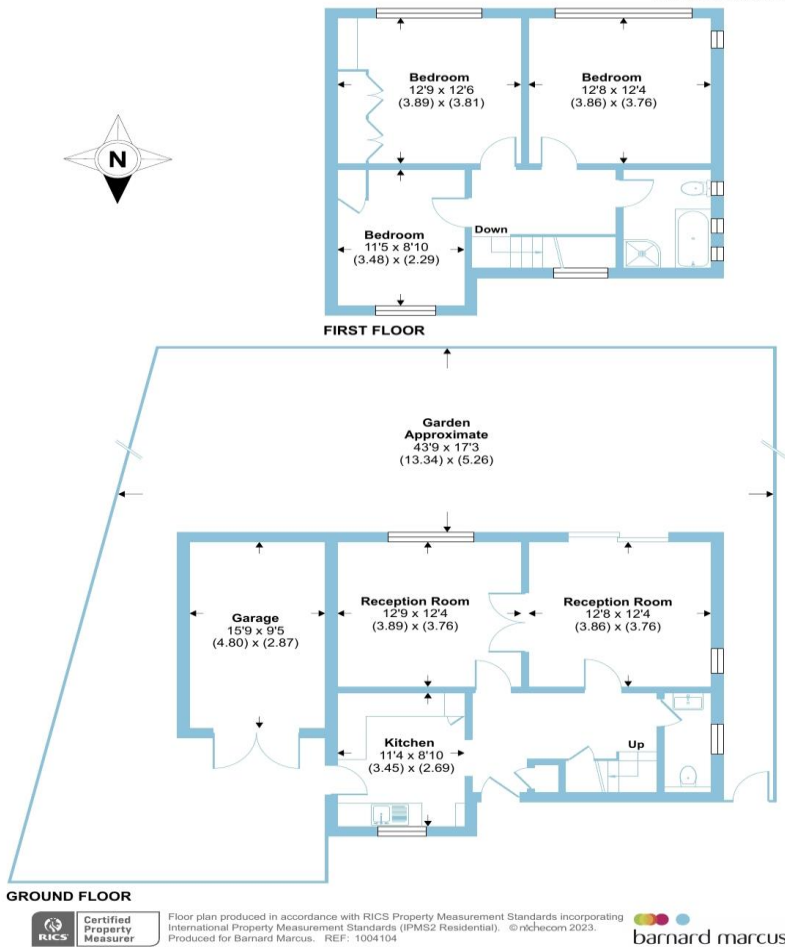 Bedroom
12'9 x 12'6
(3.89) x (3.81)
Bedroom
12'8 x 12'4
(3.86) x (3.76)
N
Bedroom
11'5 x 8'10
(3.48) x (2.29)
Down
FIRST FLOOR
Garden
Approximate
43'9 x 17'3
(13.34) x (5.26)
Garage
15'9 x 9'5
(4.80) x (2.87)
Reception Room
12'9 x 12'4
(3.89) x (3.76)
Reception Room
12'8 x 12'4
(3.86) x (3.76)
Kitchen
11'4 x 8'10
(3.45) x (2.69)
Up
GROUND FLOOR
RICS
Certified
Property
Measurer
Floor plan produced in accordance with RICS Property Measurement Standards incorporating
International Property Measurement Standards (IPMS2 Residential). © nichecom 2023.
Produced for Barnard Marcus. REF: 1004104
barnard marcus